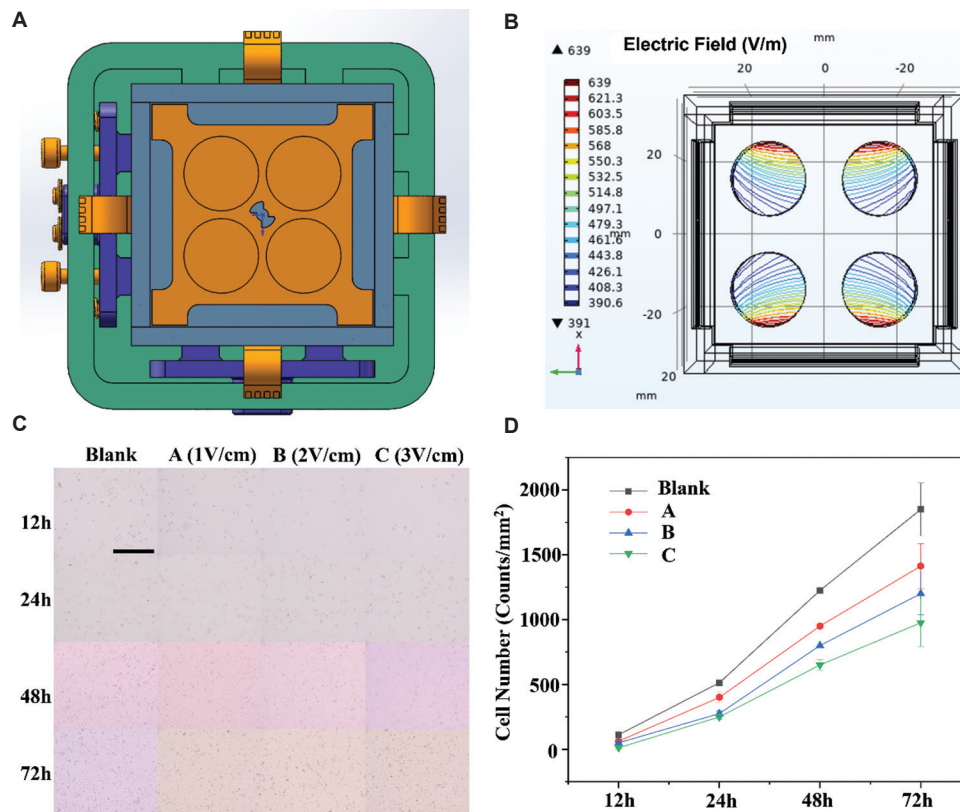 A
B
Electric Field (V/m)
mm
20
0
-20
639
639
621.3
603.5
585.8
568
550.3
532.5
514.8
497.1
479.3
461.6
443.8
426.1
408.3
390.6
391
x
20
mm
0
-20
20
mm
C
Blank A (1V/cm) B (2V/cm) C (3V/cm)
12h
24h
48h
72h
D
Cell Number (Counts/mm²)
2000
1500
1000
500
0
Blank
A
B
C
12h 24h 48h 72h